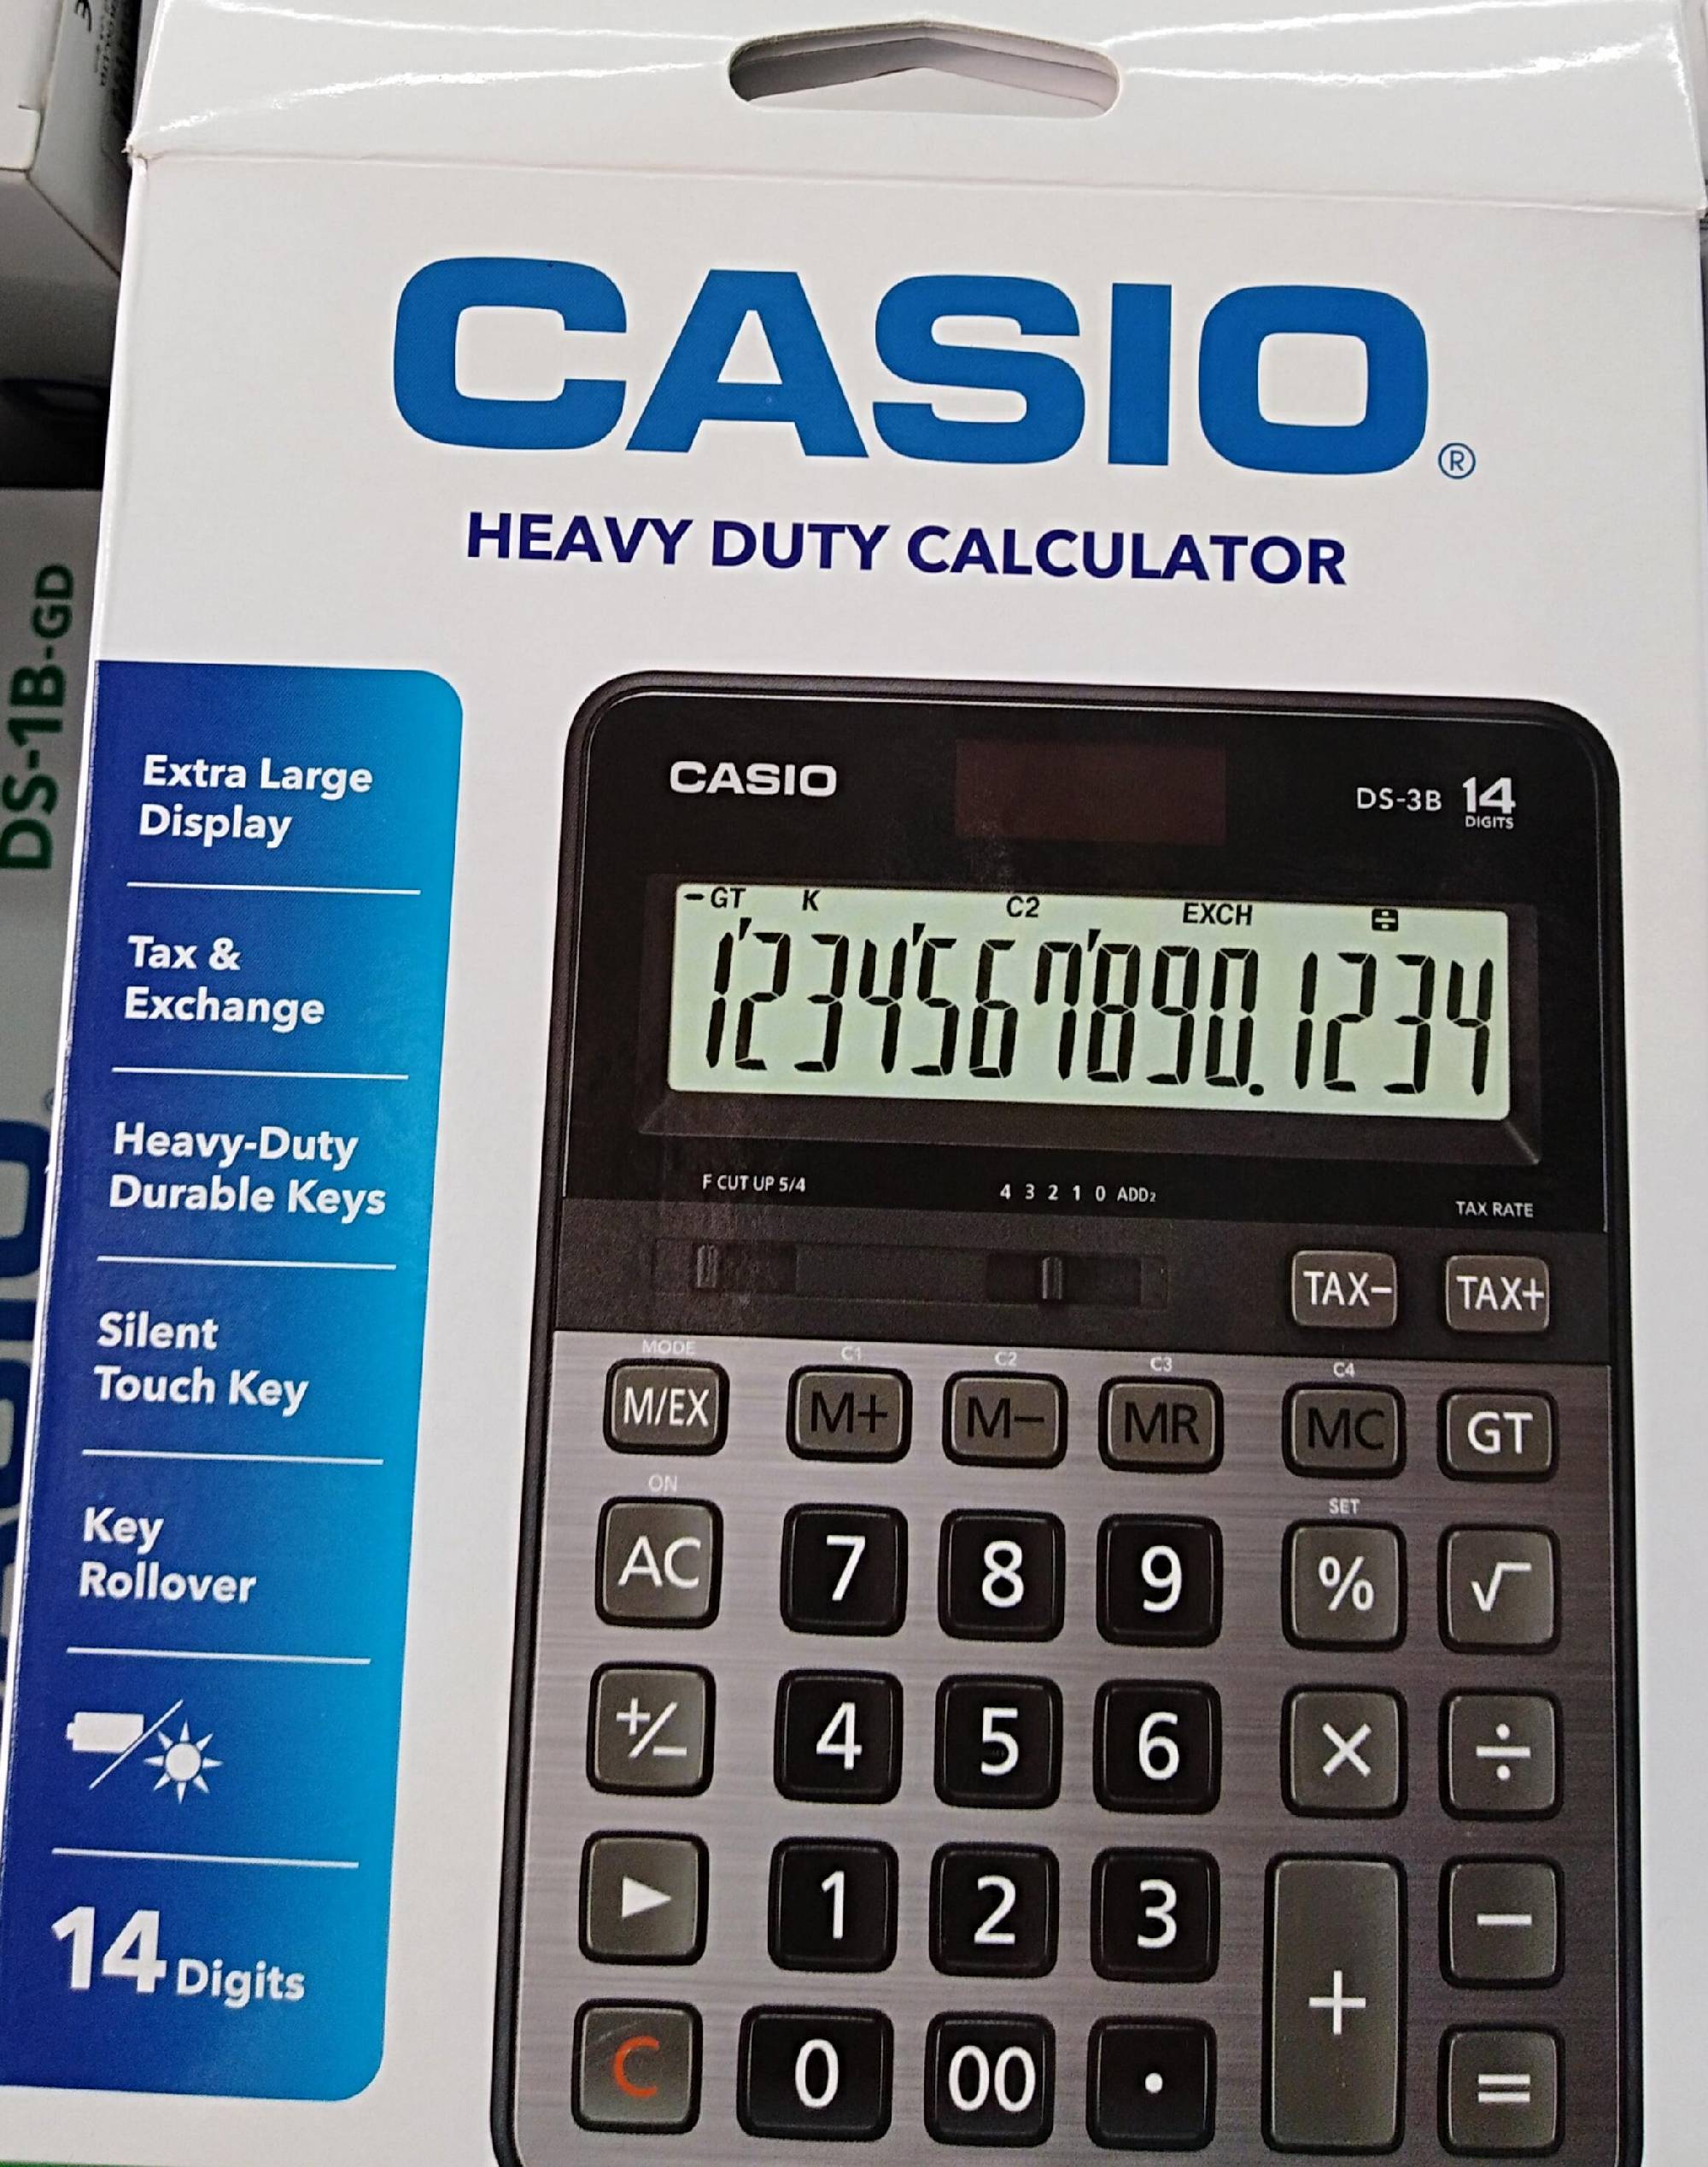 CASIO®
HEAVY DUTY CALCULATOR
DS-1B-GD
Extra Large
Display
Tax &
Exchange
Heavy-Duty
Durable Keys
Silent
Touch Key
Key
Rollover
14 Digits
CASIO
DS-3B 14
DIGITS
−GT K C2 EXCH ÷
1'234'567'890.1234
F CUT UP 5/4 4 3 2 1 0 ADD2
TAX RATE
TAX− TAX+
MODE C1 C2 C3 C4
M/EX M+ M− MR MC GT
ON SET
AC 7 8 9 % √
+/− 4 5 6 × ÷
▶ 1 2 3 + −
C 0 00 . =